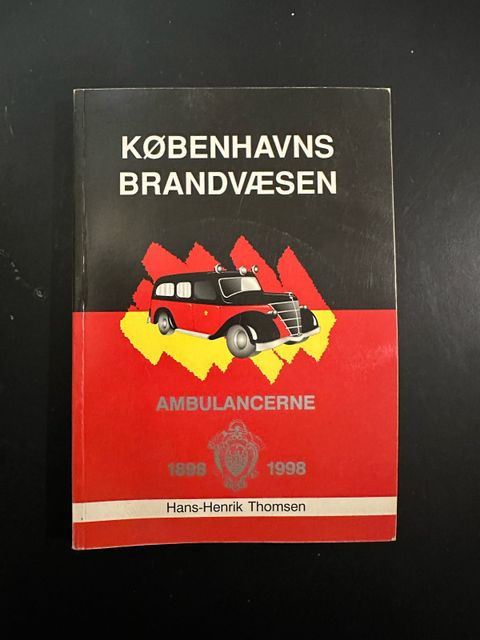 KØBENHAVNS
BRANDVÆSEN
AMBULANCERNE
1898 1998
Hans-Henrik Thomsen